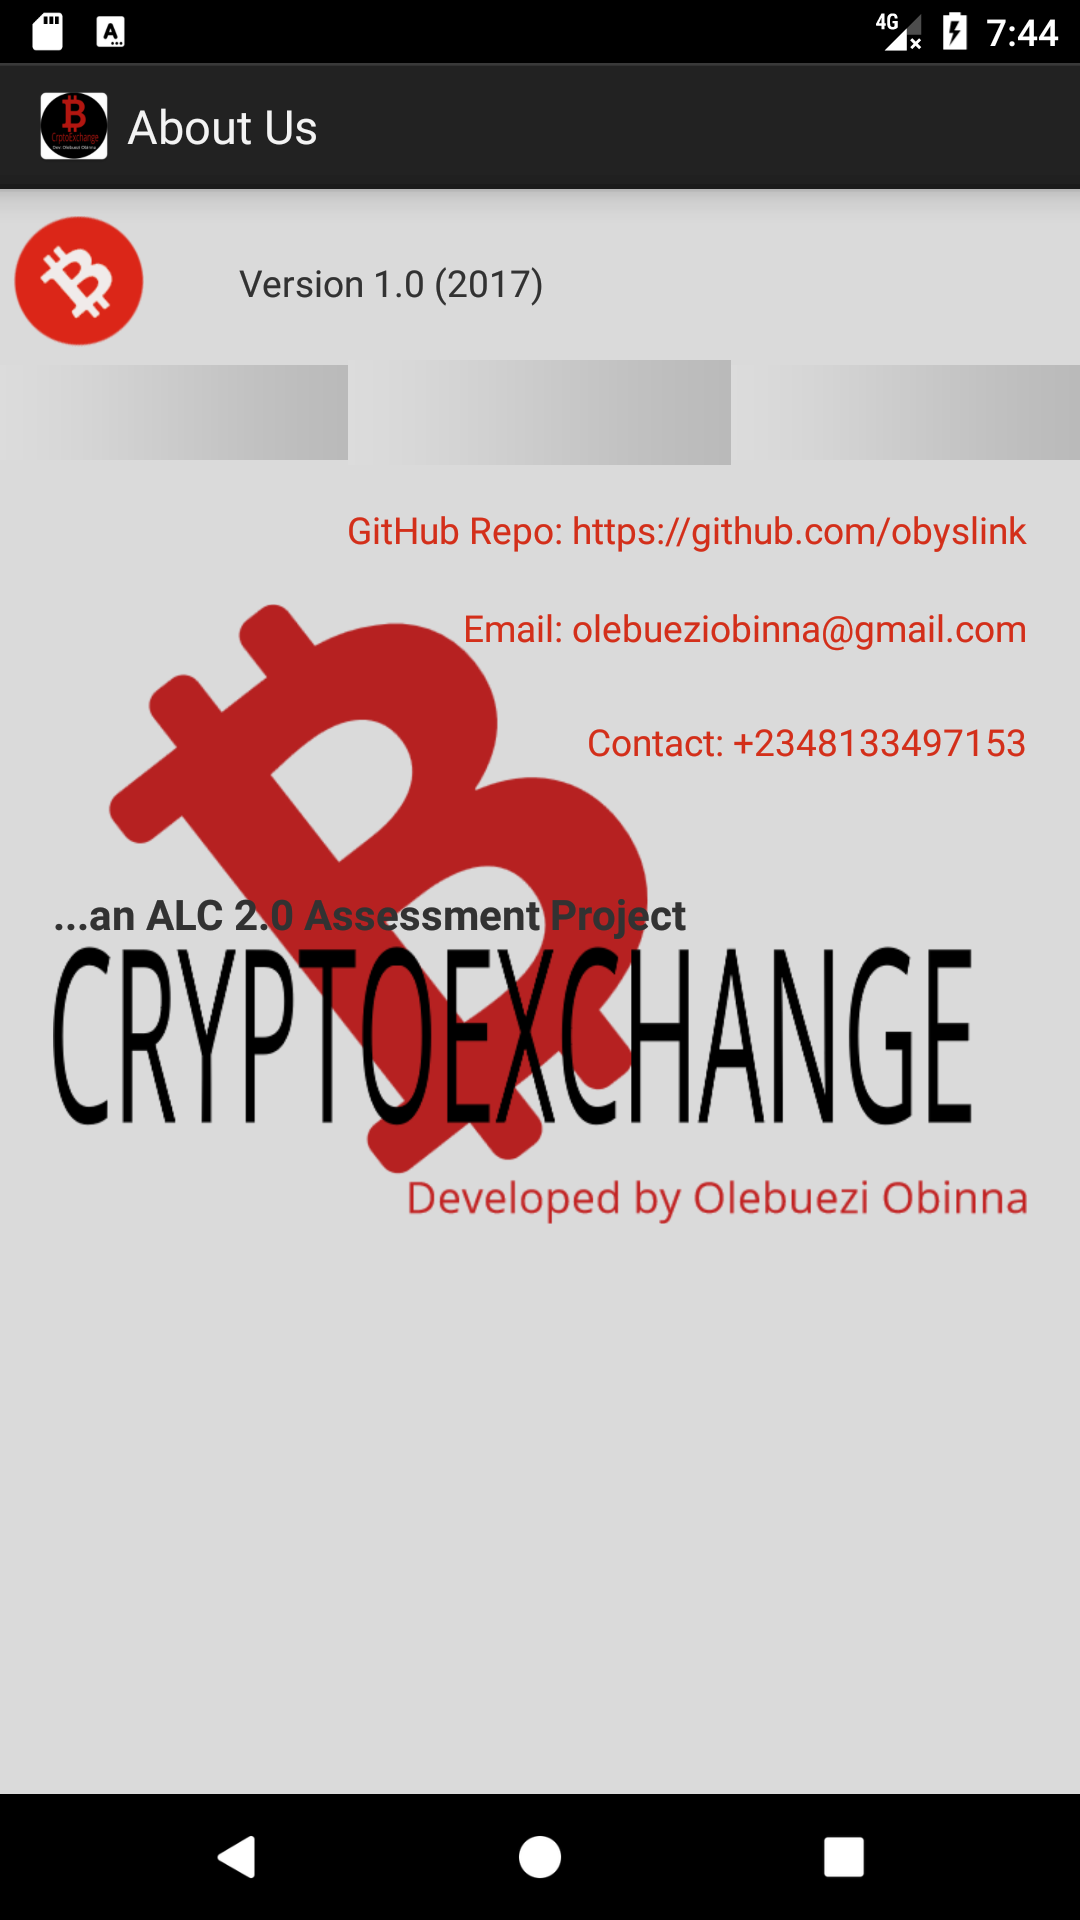 4G 7:44
About Us
Version 1.0 (2017)
GitHub Repo: https://github.com/obyslink
Email: olebueziobinna@gmail.com
Contact: +2348133497153
...an ALC 2.0 Assessment Project
CRYPTOEXCHANGE
Developed by Olebuezi Obinna